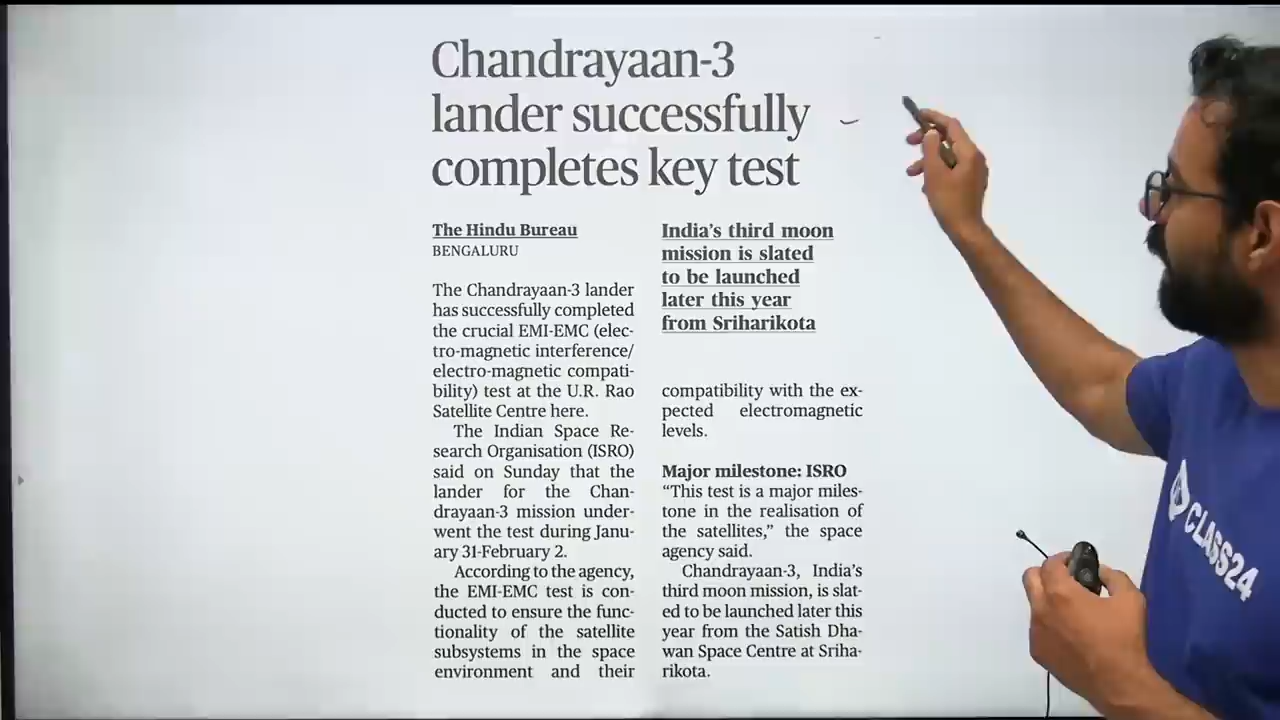 Chandrayaan-3
lander successfully
completes key test
The Hindu Bureau
BENGALURU
The Chandrayaan-3 lander
has successfully completed
the crucial EMI-EMC (elec-
tro-magnetic interference/
electro-magnetic compati-
bility) test at the U.R. Rao
Satellite Centre here.
The Indian Space Re-
search Organisation (ISRO)
said on Sunday that the
lander for the Chan-
drayaan-3 mission under-
went the test during Janu-
ary 31-February 2.
According to the agency,
the EMI-EMC test is con-
ducted to ensure the func-
tionality of the satellite
subsystems in the space
environment and their
India's third moon
mission is slated
to be launched
later this year
from Sriharikota
compatibility with the ex-
pected electromagnetic
levels.
Major milestone: ISRO
“This test is a major miles-
tone in the realisation of
the satellites,” the space
agency said.
Chandrayaan-3, India's
third moon mission, is slat-
ed to be launched later this
year from the Satish Dha-
wan Space Centre at Sriha-
rikota.
CLASS24